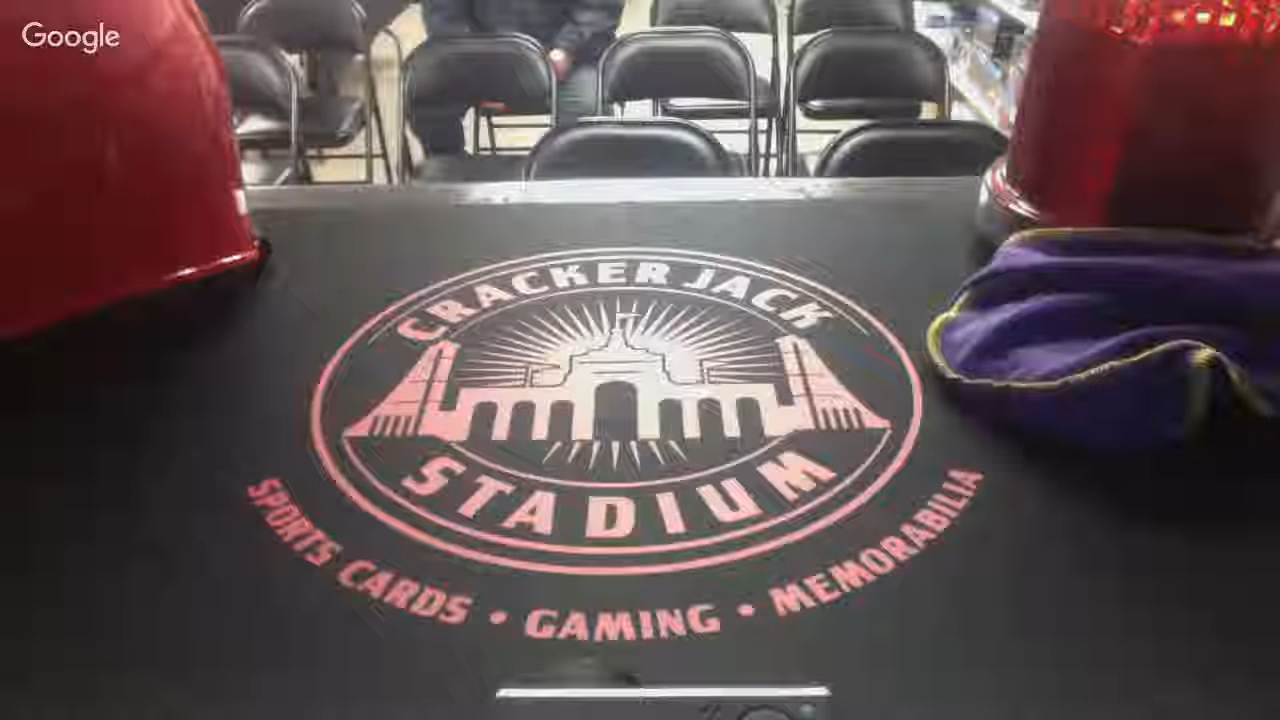 Google
CRACKER JACK
STADIUM
SPORTS CARDS • GAMING • MEMORABILIA